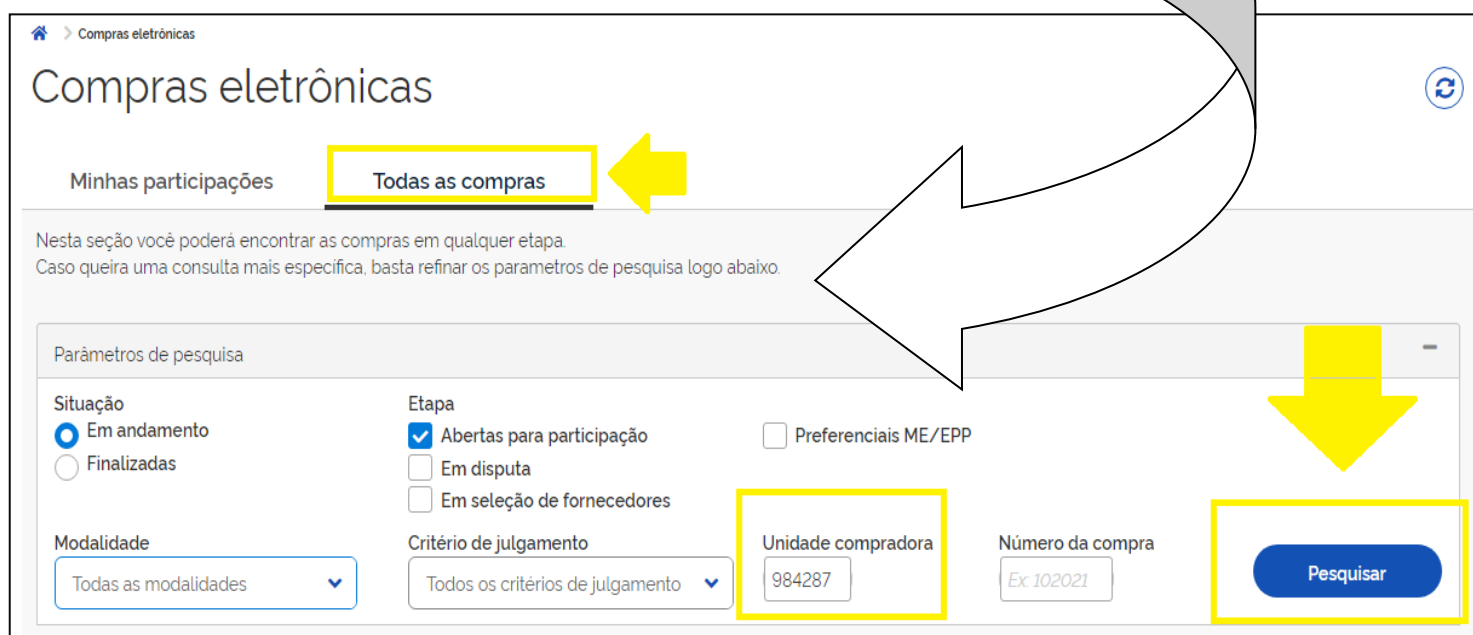 Compras eletrônicas
Compras eletrônicas
Minhas participações Todas as compras
Nesta seção você poderá encontrar as compras em qualquer etapa.
Caso queira uma consulta mais específica, basta refinar os parametros de pesquisa logo abaixo.
Parâmetros de pesquisa
Situação Etapa
Em andamento Abertas para participação Preferenciais ME/EPP
Finalizadas Em disputa
Em seleção de fornecedores
Modalidade Critério de julgamento Unidade compradora Número da compra
Todas as modalidades Todos os critérios de julgamento 984287 Ex: 102021 Pesquisar